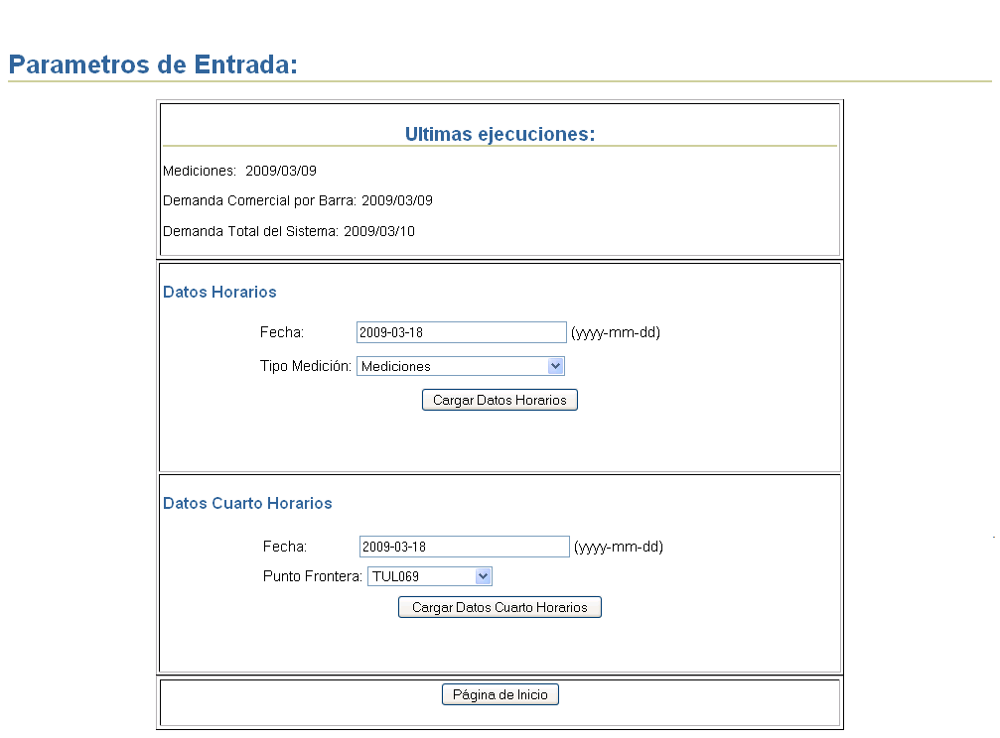 Parametros de Entrada:
Ultimas ejecuciones:
Mediciones: 2009/03/09
Demanda Comercial por Barra: 2009/03/09
Demanda Total del Sistema: 2009/03/10
Datos Horarios
Fecha: 2009-03-18 (yyyy-mm-dd)
Tipo Medición: Mediciones
Cargar Datos Horarios
Datos Cuarto Horarios
Fecha: 2009-03-18 (yyyy-mm-dd)
Punto Frontera: TUL069
Cargar Datos Cuarto Horarios
Página de Inicio